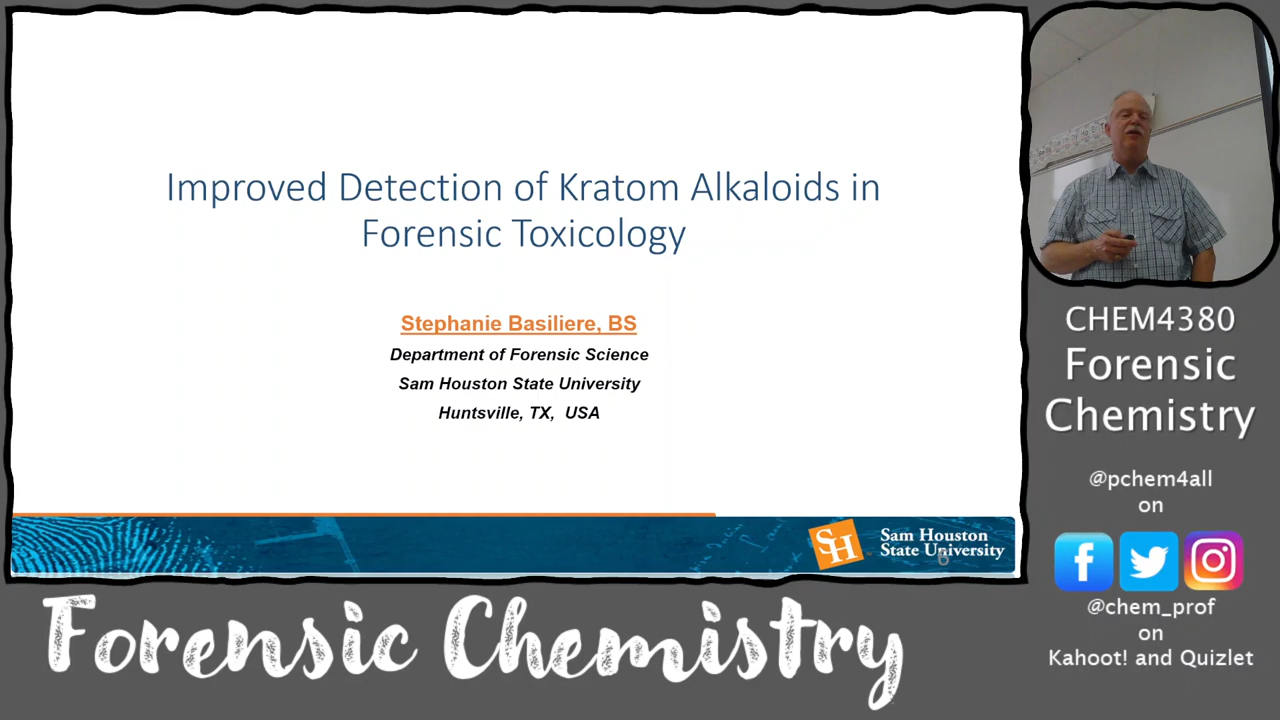 Improved Detection of Kratom Alkaloids in
Forensic Toxicology
Stephanie Basiliere, BS
Department of Forensic Science
Sam Houston State University
Huntsville, TX, USA
SH
Sam Houston
State University
6
CHEM4380
Forensic
Chemistry
@pchem4all
on
@chem_prof
on
Kahoot! and Quizlet
Forensic Chemistry